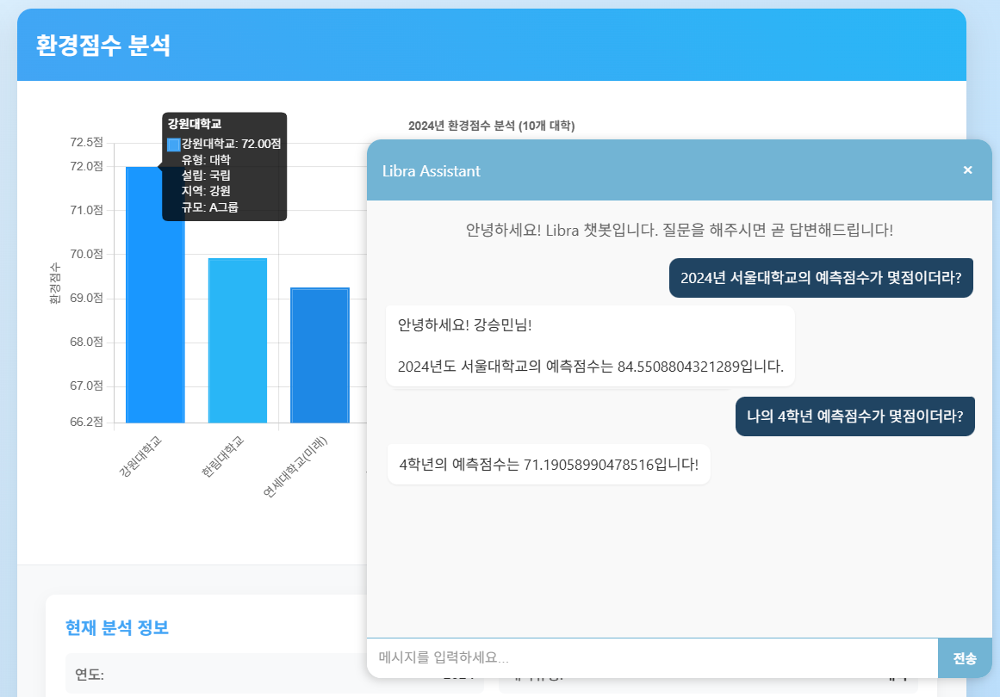 환경점수 분석
2024년 환경점수 분석 (10개 대학)
72.5점
72.0점
71.0점
70.0점
69.0점
68.0점
67.0점
66.2점
환경점수
강원대학교
강원대학교: 72.00점
유형: 대학
설립: 국립
지역: 강원
규모: A그룹
강원대학교
한림대학교
연세대학교(미래)
현재 분석 정보
연도:
Libra Assistant
×
안녕하세요! Libra 챗봇입니다. 질문을 해주시면 곧 답변해드립니다!
2024년 서울대학교의 예측점수가 몇점이더라?
안녕하세요! 강승민님!
2024년도 서울대학교의 예측점수는 84.5508804321289입니다.
나의 4학년 예측점수가 몇점이더라?
4학년의 예측점수는 71.19058990478516입니다!
메시지를 입력하세요...
전송